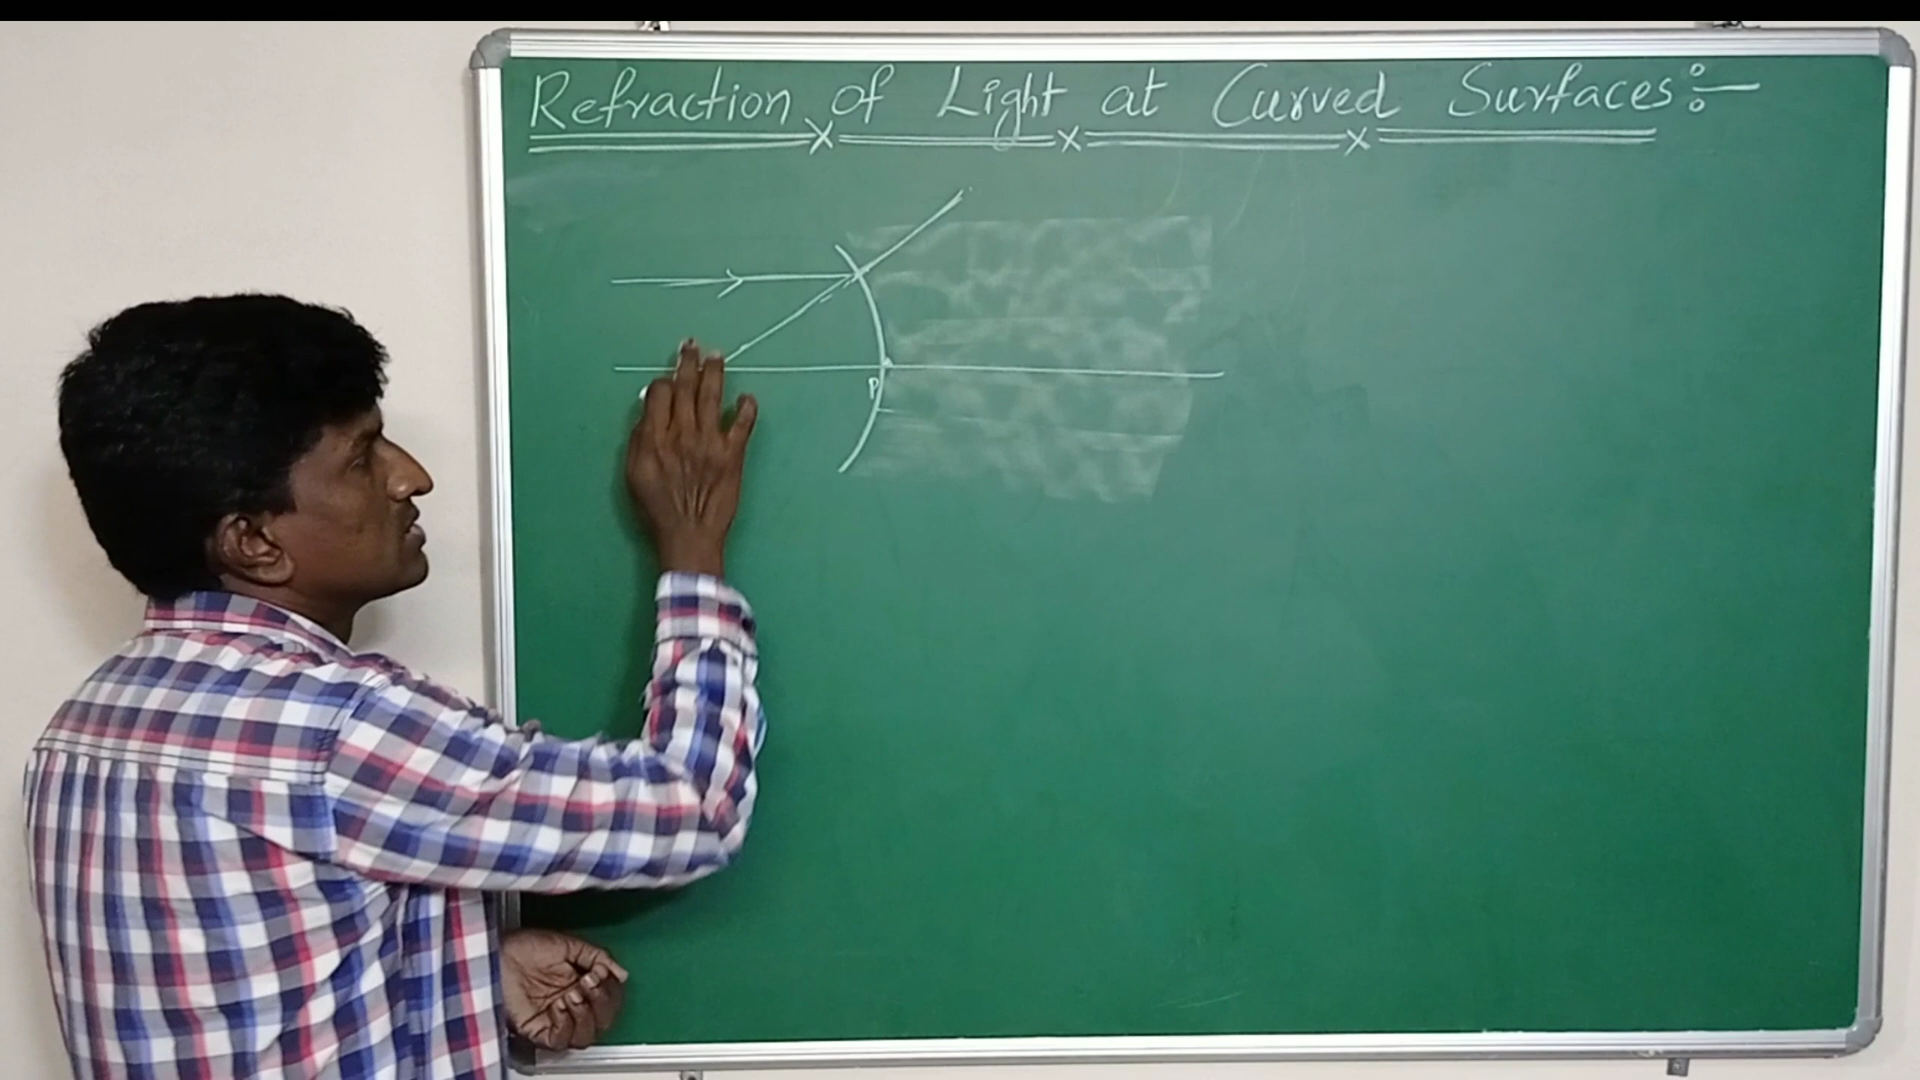 Refraction of Light at Curved Surfaces :-
P